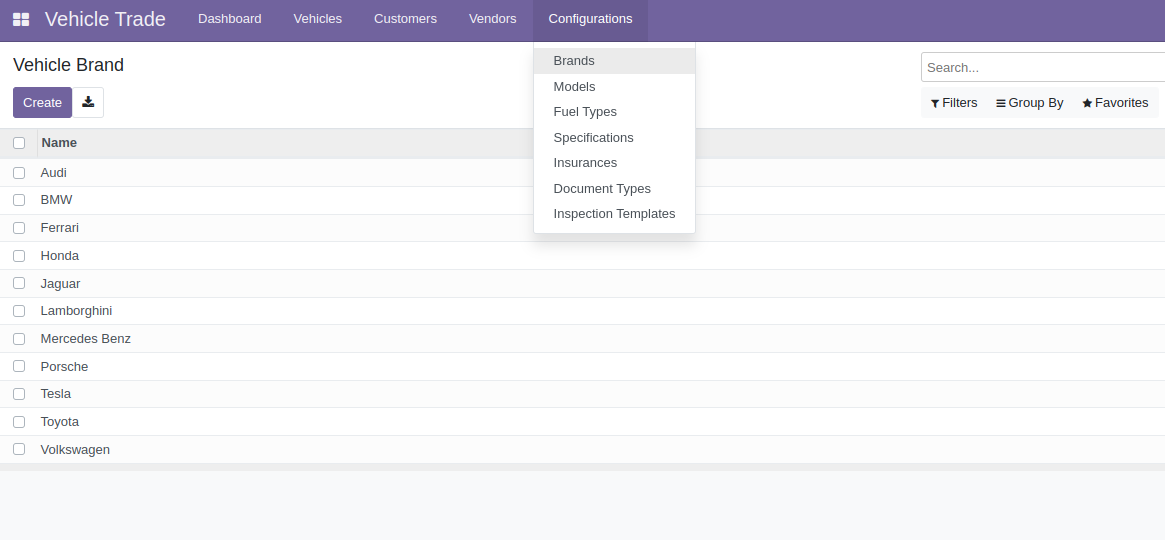 Vehicle Trade Dashboard Vehicles Customers Vendors Configurations
Vehicle Brand
Create
Brands
Models
Fuel Types
Specifications
Insurances
Document Types
Inspection Templates
Search...
Filters Group By Favorites
Name
Audi
BMW
Ferrari
Honda
Jaguar
Lamborghini
Mercedes Benz
Porsche
Tesla
Toyota
Volkswagen